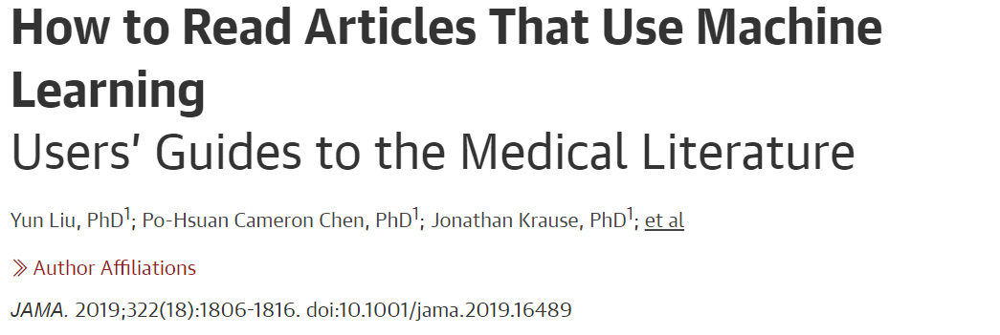 How to Read Articles That Use Machine
Learning
Users’ Guides to the Medical Literature
Yun Liu, PhD1; Po-Hsuan Cameron Chen, PhD1; Jonathan Krause, PhD1; et al
Author Affiliations
JAMA. 2019;322(18):1806-1816. doi:10.1001/jama.2019.16489